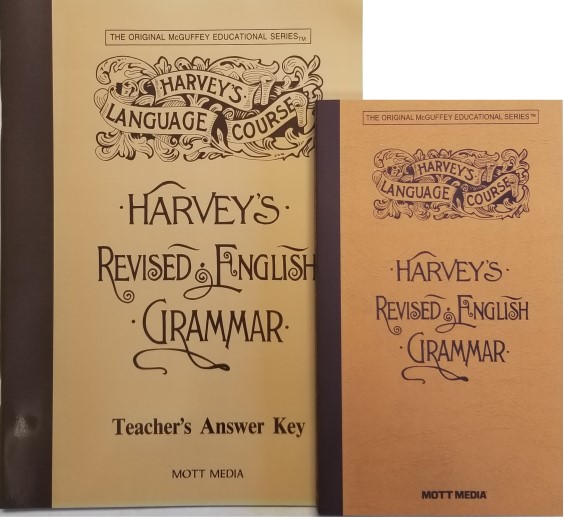 THE ORIGINAL McGUFFEY EDUCATIONAL SERIES™
HARVEY'S
LANGUAGE COURSE
·HARVEY'S·
REVISED ENGLISH
·GRAMMAR·
Teacher's Answer Key
MOTT MEDIA
THE ORIGINAL McGUFFEY EDUCATIONAL SERIES™
HARVEY'S
LANGUAGE COURSE
·HARVEY'S·
REVISED ENGLISH
·GRAMMAR·
MOTT MEDIA